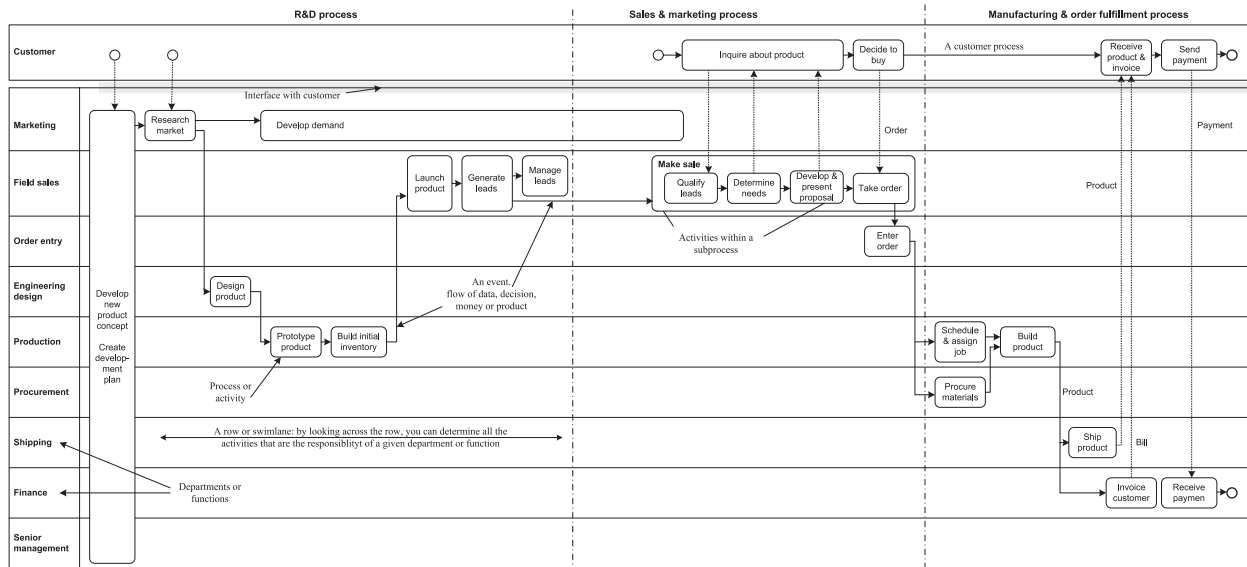 R&D process
Sales & marketing process
Manufacturing & order fulfillment process
Customer
Inquire about product
Decide to
buy
A customer process
Receive
product &
invoice
Send
payment
Interface with customer
Marketing
Research
market
Develop demand
Order
Payment
Field sales
Launch
product
Generate
leads
Manage
leads
Make sale
Qualify
leads
Determine
needs
Develop &
present
proposal
Take order
Product
Order entry
Activities within a
subprocess
Enter
order
Engineering
design
Develop
new
product
concept
Create
develop-
ment
plan
Design
product
An event.
flow of data, decision,
money or product
Production
Prototype
product
Build initial
inventory
Schedule
& assign
job
Build
product
Procurement
Process or
activity
Procure
materials
Product
Shipping
A row or swimlane: by looking across the row, you can determine all the
activities that are the responsiblityt of a given department or function
Ship
product
Bill
Finance
Departments or
functions
Invoice
customer
Receive
paymen
Senior
management